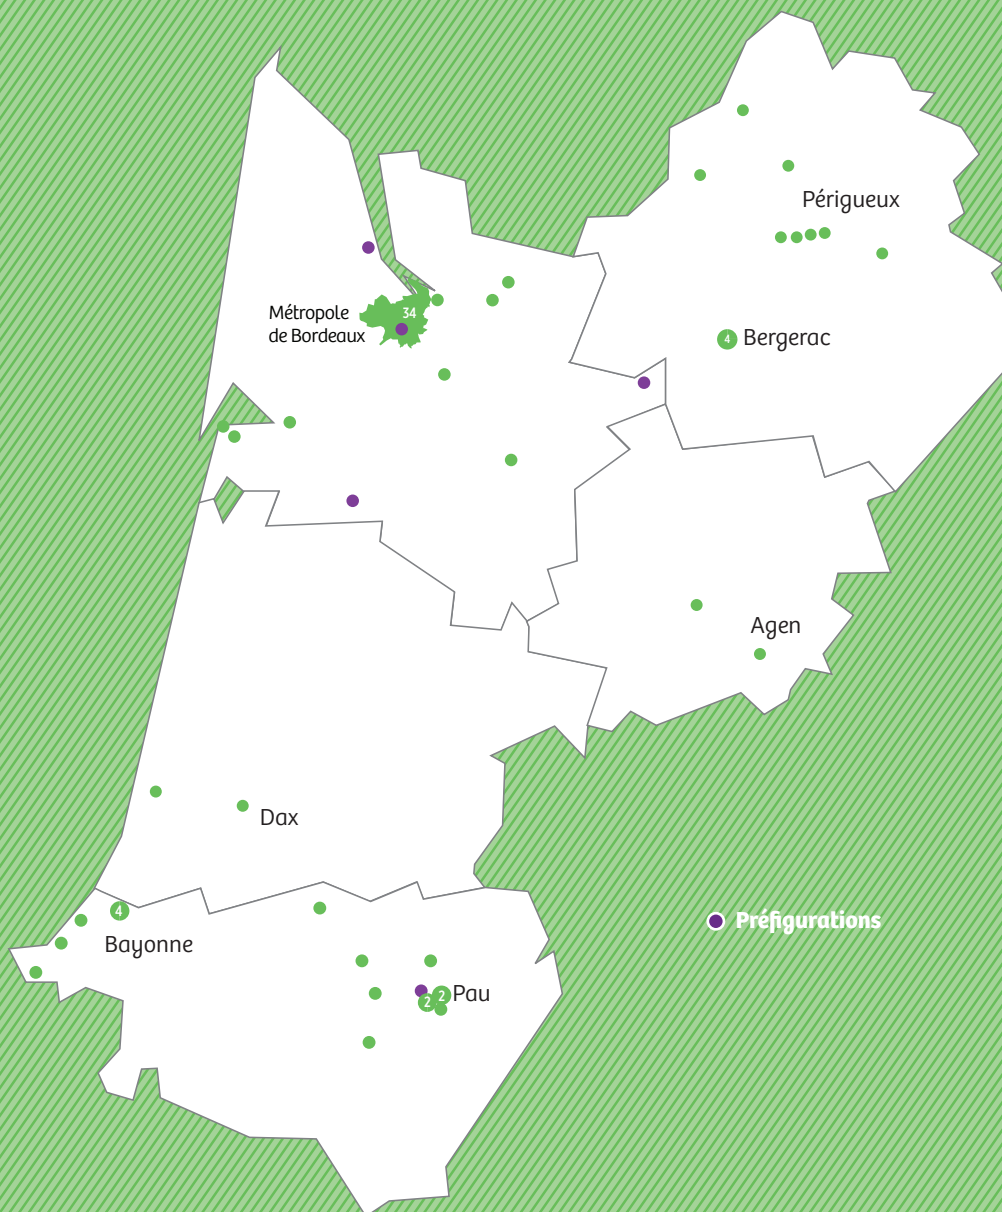 Périgueux
Métropole
de Bordeaux
34
4
Bergerac
Agen
Dax
4
Bayonne
Préfigurations
2
2
Pau